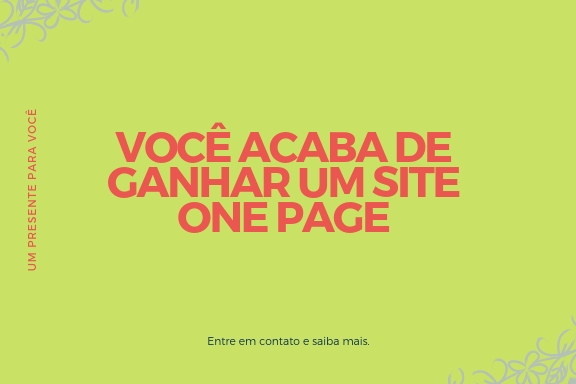 UM PRESENTE PARA VOCÊ
VOCÊ ACABA DE
GANHAR UM SITE
ONE PAGE
Entre em contato e saiba mais.